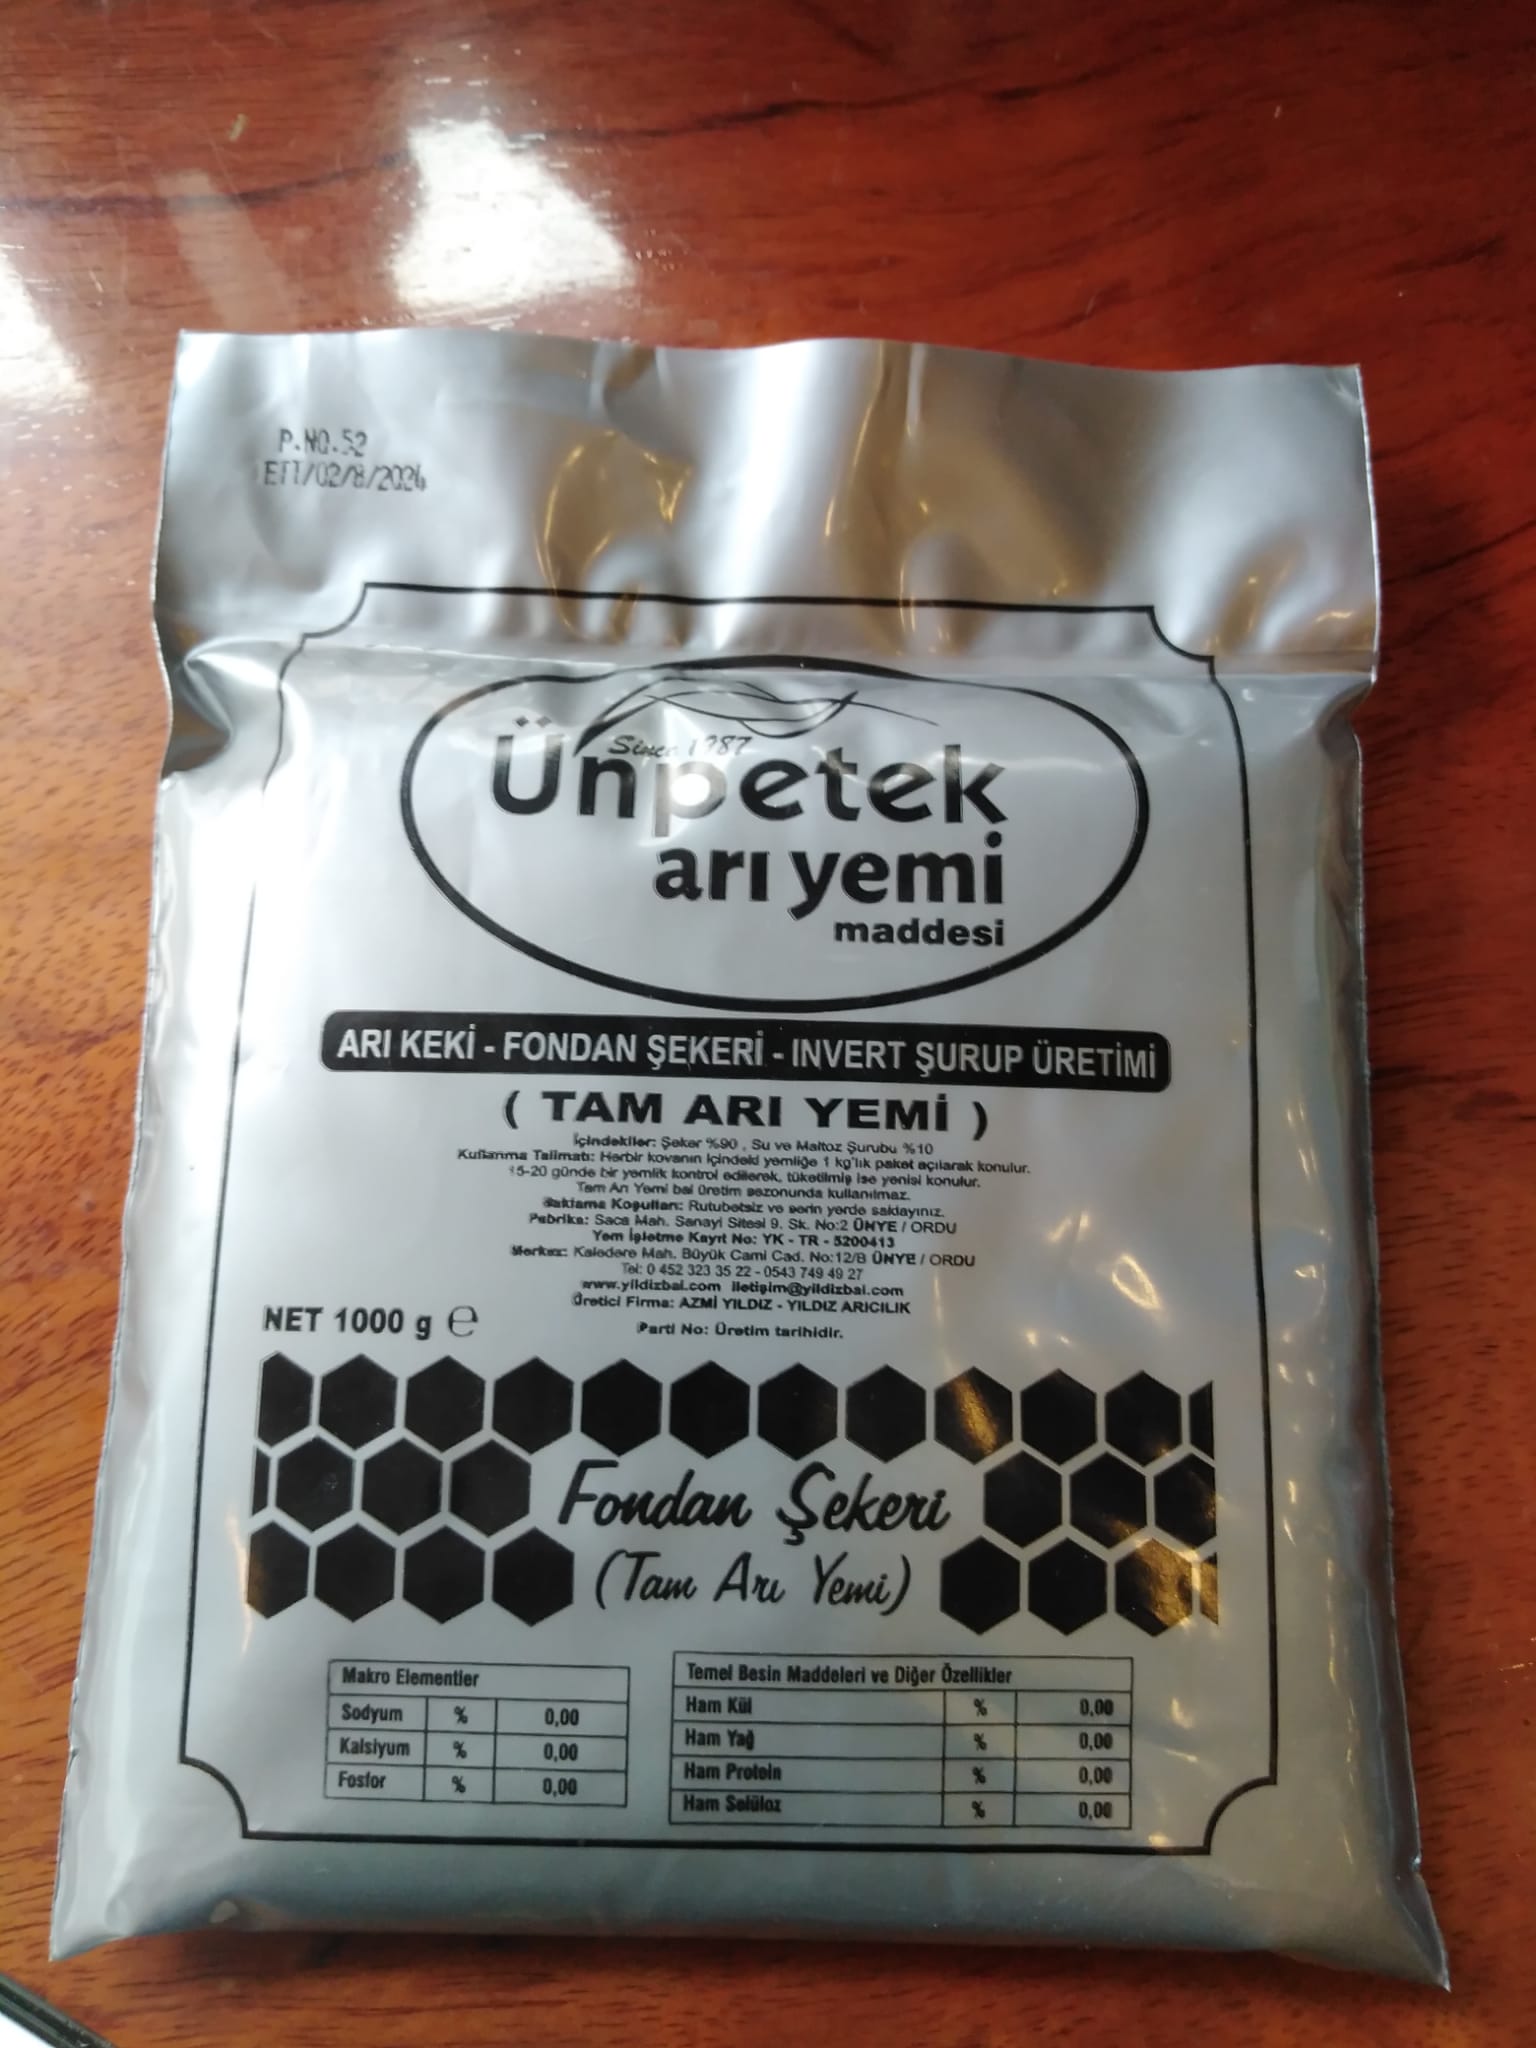 P.NO.52
ETT/02/8/2024
Since 1987
Ünpetek
arı yemi
maddesi
ARI KEKİ - FONDAN ŞEKERİ - INVERT ŞURUP ÜRETİMİ
( TAM ARI YEMİ )
İçindekiler: Şeker %90 , Su ve Maltoz Şurubu %10
Kullanma Talimatı: Herbir kovanın içindeki yemliğe 1 kg'lık paket açılarak konulur.
15-20 günde bir yemlik kontrol edilerek, tüketilmiş ise yenisi konulur.
Tam Arı Yemi bal üretim sezonunda kullanılmaz.
Saklama Koşulları: Rutubetsiz ve serin yerde saklayınız.
Fabrika: Saca Mah. Sanayi Sitesi 9. Sk. No:2 ÜNYE / ORDU
Yem İşletme Kayıt No: YK - TR - 5200413
Merkez: Kaledere Mah. Büyük Cami Cad. No:12/B ÜNYE / ORDU
Tel: 0 452 323 35 22 - 0543 749 49 27
www.yildizbal.com iletişim@yildizbal.com
Üretici Firma: AZMİ YILDIZ - YILDIZ ARICILIK
NET 1000 g ℮
Parti No: Üretim tarihidir.
Fondan Şekeri
(Tam Arı Yemi)
Makro Elementler
Sodyum % 0,00
Kalsiyum % 0,00
Fosfor % 0,00
Temel Besin Maddeleri ve Diğer Özellikler
Ham Kül % 0,00
Ham Yağ % 0,00
Ham Protein % 0,00
Ham Selüloz % 0,00